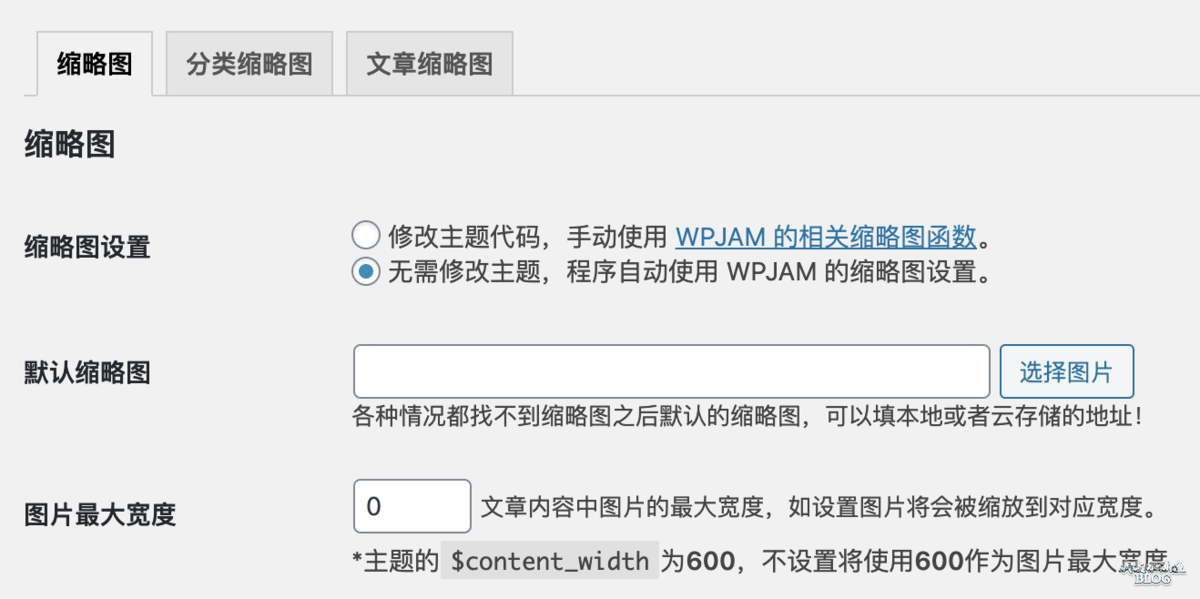 缩略图 分类缩略图 文章缩略图
缩略图
缩略图设置
修改主题代码，手动使用 WPJAM 的相关缩略图函数。
无需修改主题，程序自动使用 WPJAM 的缩略图设置。
默认缩略图 选择图片
各种情况都找不到缩略图之后默认的缩略图，可以填本地或者云存储的地址！
图片最大宽度 0 文章内容中图片的最大宽度，如设置图片将会被缩放到对应宽度。
*主题的 $content_width 为600，不设置将使用600作为图片最大宽度。
BLOG